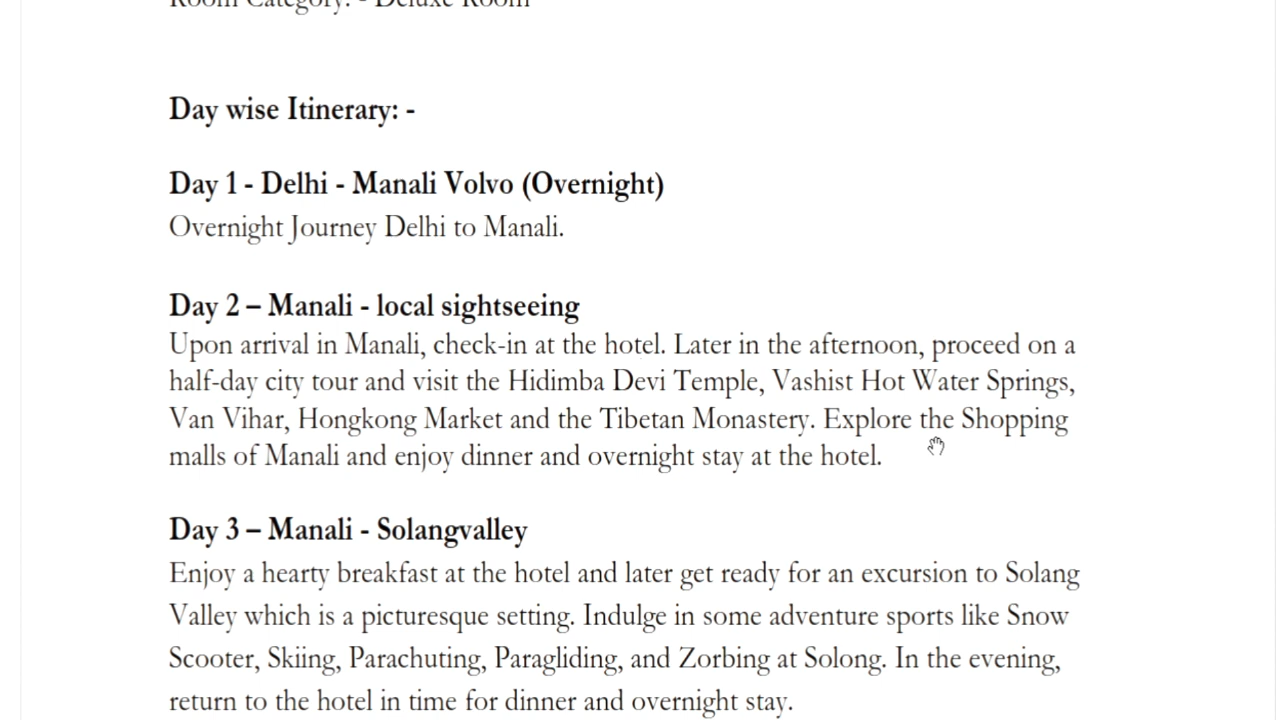 Room Category: - Deluxe Room
Day wise Itinerary: -
Day 1 - Delhi - Manali Volvo (Overnight)
Overnight Journey Delhi to Manali.
Day 2 – Manali - local sightseeing
Upon arrival in Manali, check-in at the hotel. Later in the afternoon, proceed on a
half-day city tour and visit the Hidimba Devi Temple, Vashist Hot Water Springs,
Van Vihar, Hongkong Market and the Tibetan Monastery. Explore the Shopping
malls of Manali and enjoy dinner and overnight stay at the hotel.
Day 3 – Manali - Solangvalley
Enjoy a hearty breakfast at the hotel and later get ready for an excursion to Solang
Valley which is a picturesque setting. Indulge in some adventure sports like Snow
Scooter, Skiing, Parachuting, Paragliding, and Zorbing at Solong. In the evening,
return to the hotel in time for dinner and overnight stay.